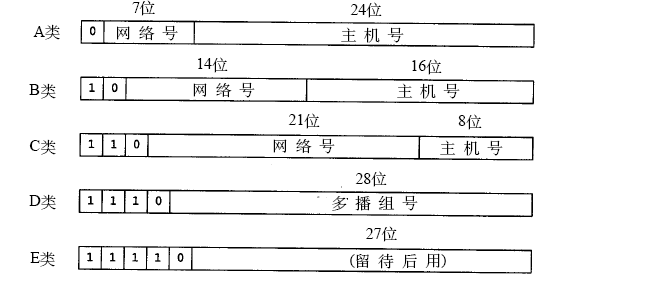 7位 24位
A类 0 网络号 主机号
14位 16位
B类 1 0 网络号 主机号
21位 8位
C类 1 1 0 网络号 主机号
28位
D类 1 1 1 0 多播组号
27位
E类 1 1 1 1 0 (留待后用)